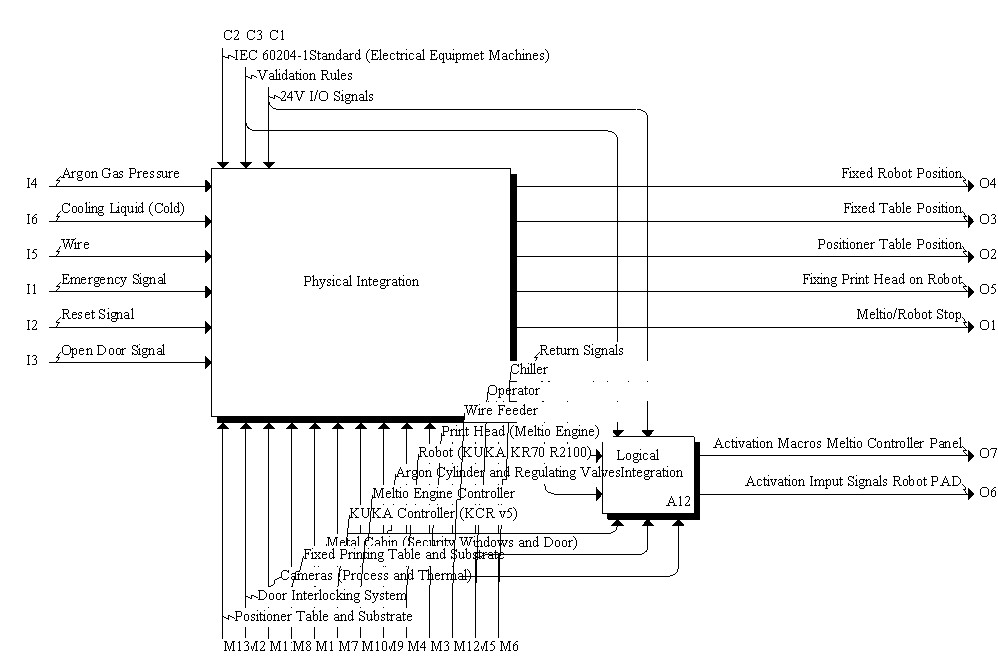 C2 C3 C1
IEC 60204-1Standard (Electrical Equipmet Machines)
Validation Rules
24V I/O Signals
I4 Argon Gas Pressure
Fixed Robot Position O4
I6 Cooling Liquid (Cold)
Fixed Table Position O3
I5 Wire
Positioner Table Position O2
I1 Emergency Signal
Physical Integration
Fixing Print Head on Robot O5
I2 Reset Signal
Meltio/Robot Stop O1
I3 Open Door Signal
Return Signals
Chiller
Operator
Wire Feeder
Print Head (Meltio Engine)
Activation Macros Meltio Controller Panel O7
Robot (KUKA KR70 R2100)
Logical
Argon Cylinder and Regulating Valves
Integration
Activation Imput Signals Robot PAD O6
Meltio Engine Controller
A12
KUKA Controller (KCR v5)
Metal Cabin (Security Windows and Door)
Fixed Printing Table and Substrate
Cameras (Process and Thermal)
Door Interlocking System
Positioner Table and Substrate
M13 M2 M11 M8 M1 M7 M10 M9 M4 M3 M12 M5 M6